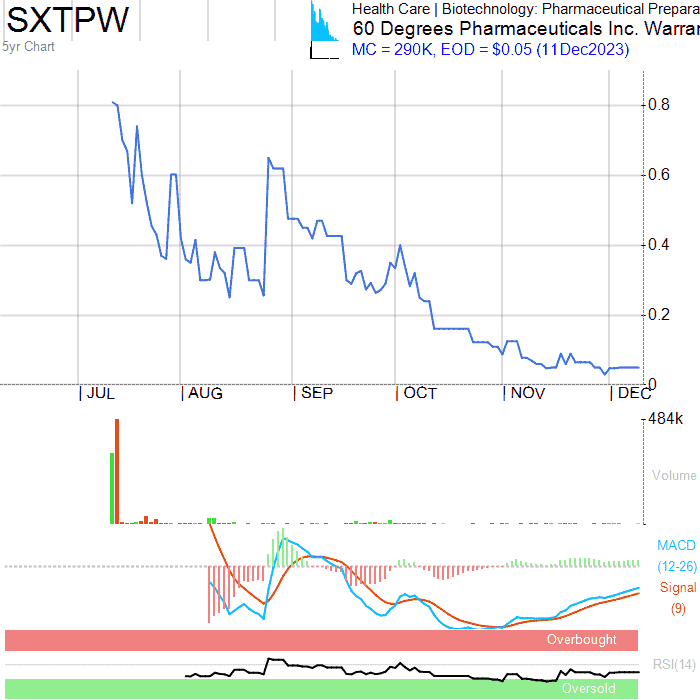 SXTPW
5yr Chart
Health Care | Biotechnology: Pharmaceutical Prepara
60 Degrees Pharmaceuticals Inc. Warran
MC = 290K, EOD = $0.05 (11Dec2023)
0.8
0.6
0.4
0.2
0
JUL AUG SEP OCT NOV DEC
484k
Volume
MACD
(12-26)
Signal
(9)
Overbought
RSI(14)
Oversold